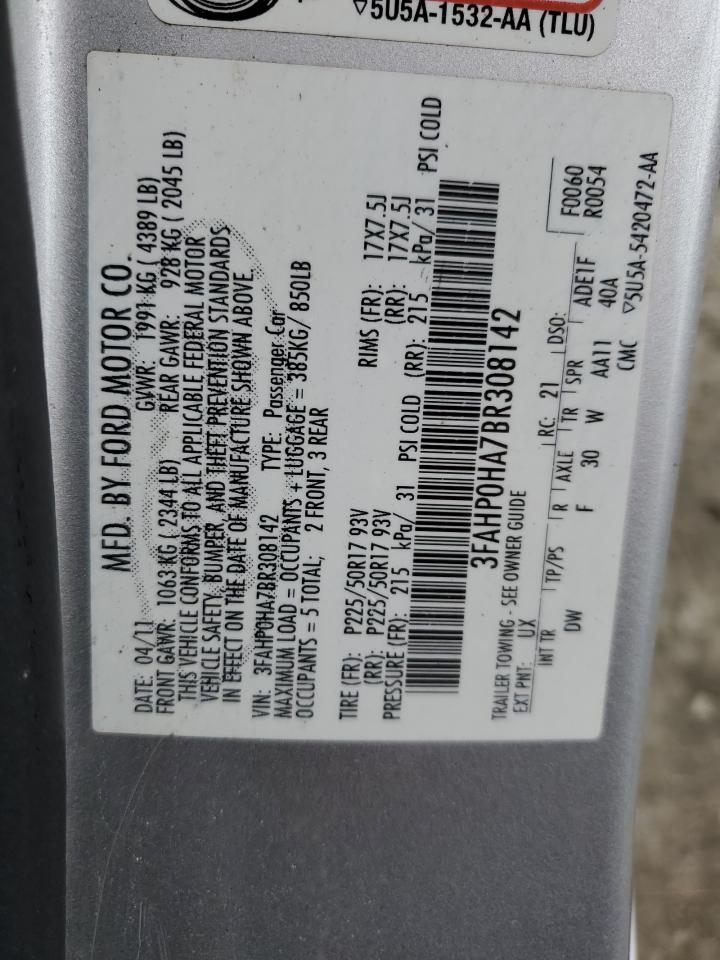 ▽5U5A-1532-AA (TLU)
MFD. BY FORD MOTOR CO.
DATE: 04/11 GVWR: 1991 KG ( 4389 LB)
FRONT GAWR: 1063 KG ( 2344 LB) REAR GAWR: 928 KG ( 2045 LB)
THIS VEHICLE CONFORMS TO ALL APPLICABLE FEDERAL MOTOR
VEHICLE SAFETY, BUMPER, AND THEFT PREVENTION STANDARDS
IN EFFECT ON THE DATE OF MANUFACTURE SHOWN ABOVE.
VIN: 3FAHP0HA7BR308142 TYPE: Passenger Car
MAXIMUM LOAD = OCCUPANTS + LUGGAGE = 385KG/ 850LB
OCCUPANTS = 5 TOTAL; 2 FRONT, 3 REAR
TIRE (FR): P225/50R17 93V RIMS (FR): 17X7.5J
(RR): P225/50R17 93V (RR): 17X7.5J
PRESSURE (FR): 215 kPa/ 31 PSI COLD (RR): 215 kPa/ 31 PSI COLD
3FAHP0HA7BR308142
TRAILER TOWING - SEE OWNER GUIDE
EXT PNT: UX RC: 21 DSO: F0060
INT TR TP/PS R AXLE TR SPR ADE1F R0054
DW F 30 W AA11 40A
CMC ▽5U5A-5420472-AA